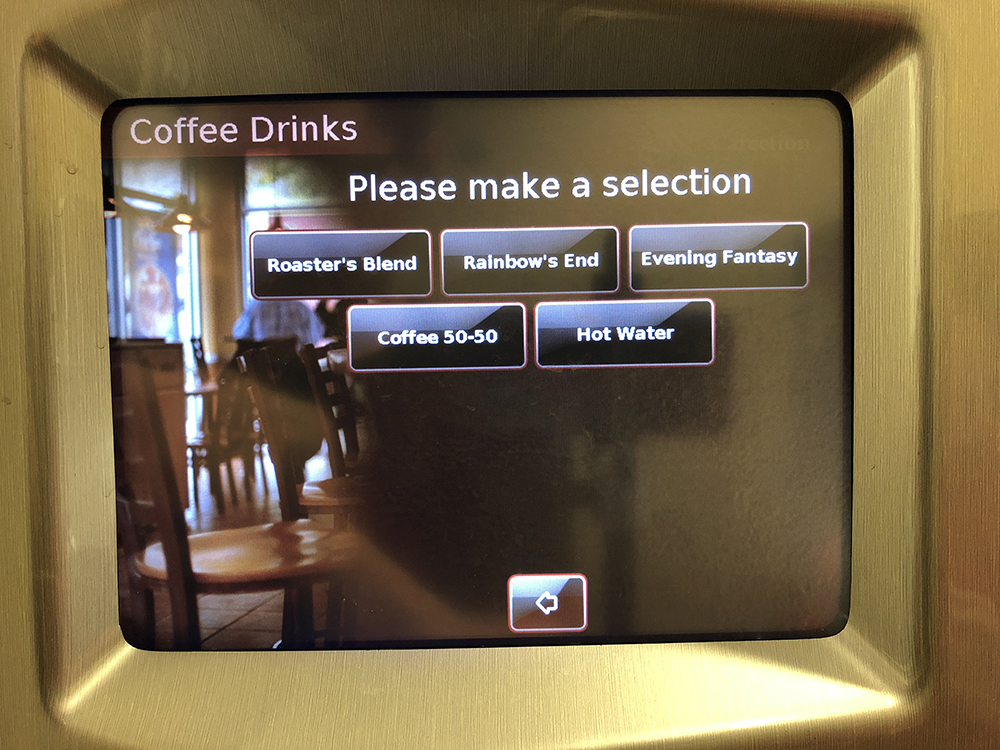 Coffee Drinks
Please make a selection
Roaster's Blend
Rainbow's End
Evening Fantasy
Coffee 50-50
Hot Water